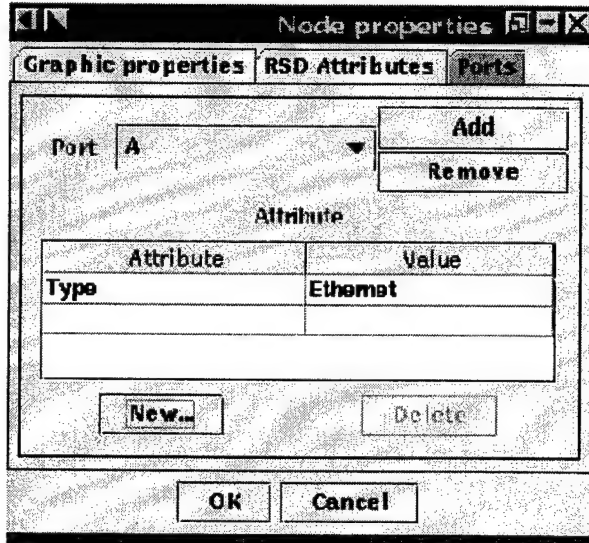 Node properties
Graphic properties RSD Attributes Ports
Port A Add
Remove
Attribute
Attribute Value
Type Ethernet
New... Delete
OK Cancel